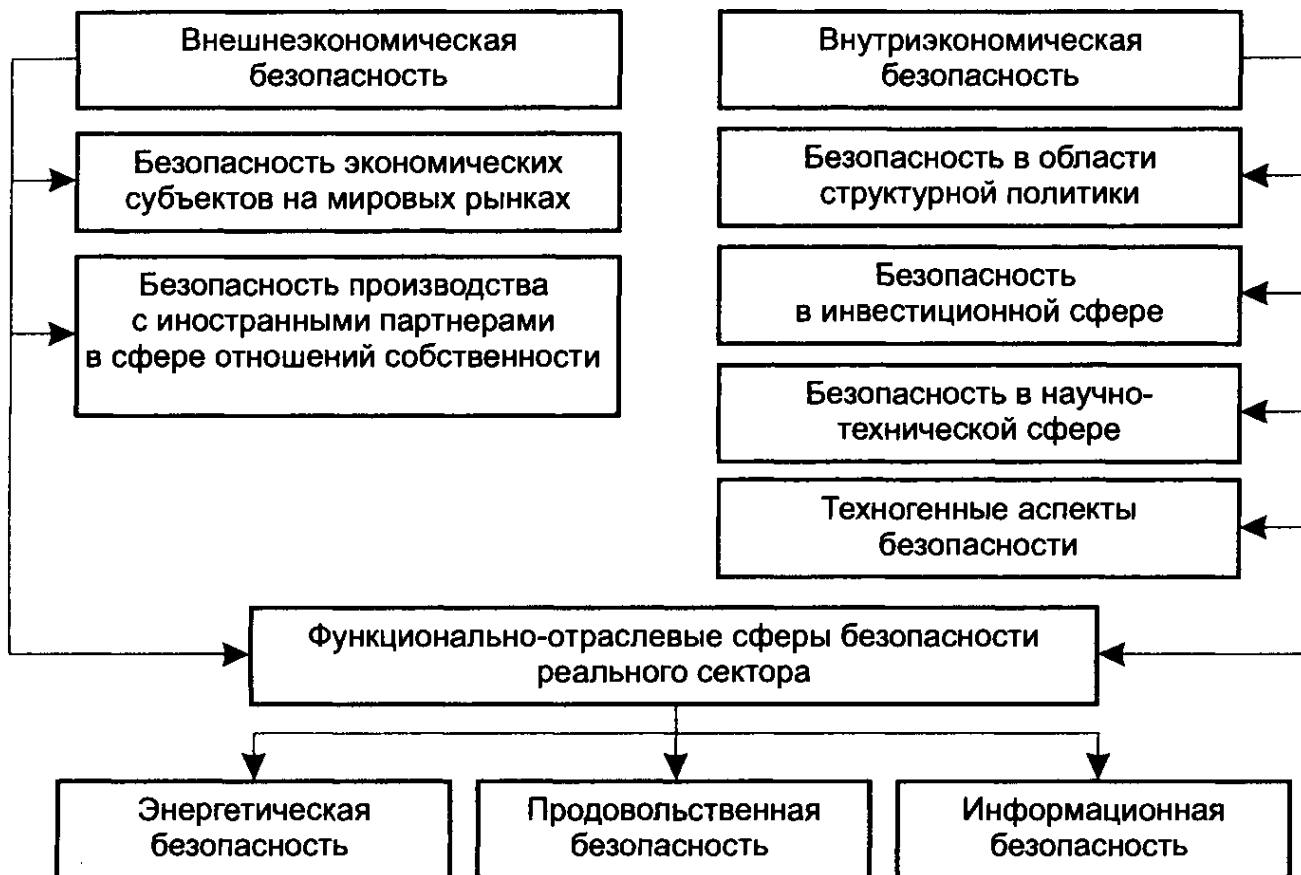 Внешнеэкономическая
безопасность
Безопасность экономических
субъектов на мировых рынках
Безопасность производства
с иностранными партнерами
в сфере отношений собственности
Внутриэкономическая
безопасность
Безопасность в области
структурной политики
Безопасность
в инвестиционной сфере
Безопасность в научно-
технической сфере
Техногенные аспекты
безопасности
Функционально-отраслевые сферы безопасности
реального сектора
Энергетическая
безопасность
Продовольственная
безопасность
Информационная
безопасность